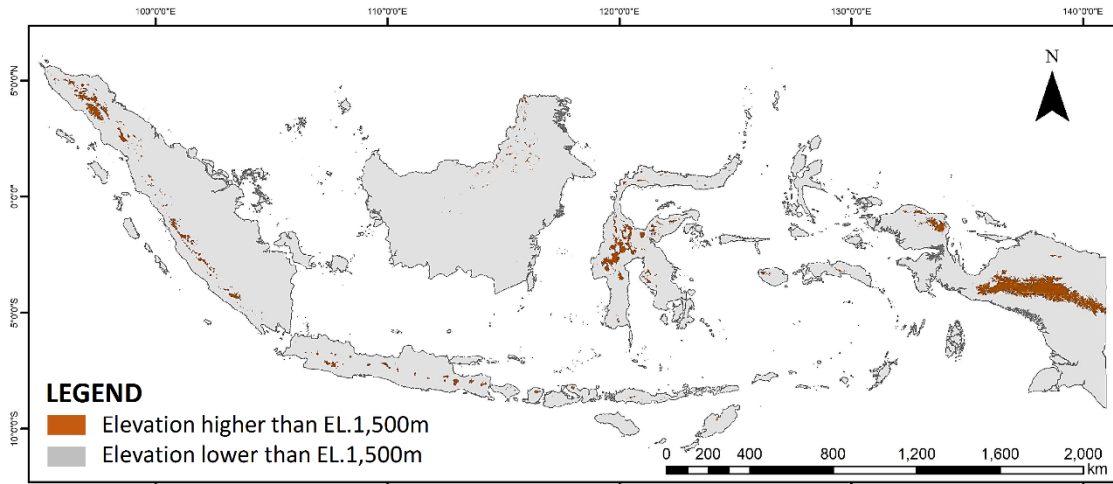 100°0'0"E 110°0'0"E 120°0'0"E 130°0'0"E 140°0'0"E
N
5°0'0"N
0°0'0"
5°0'0"S
10°0'0"S
LEGEND
Elevation higher than EL.1,500m
Elevation lower than EL.1,500m
0 200 400 800 1,200 1,600 2,000
km